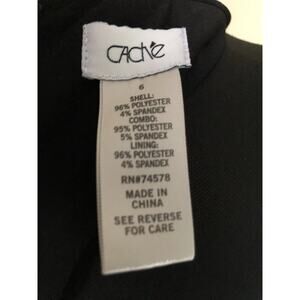 Caché
6
SHELL:
96% POLYESTER
4% SPANDEX
COMBO:
95% POLYESTER
5% SPANDEX
LINING:
96% POLYESTER
4% SPANDEX
RN#74578
MADE IN
CHINA
SEE REVERSE
FOR CARE